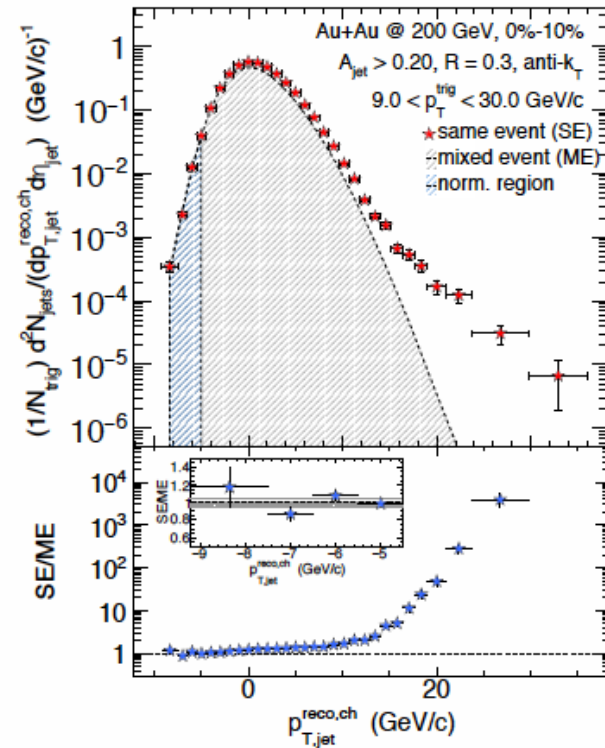 Au+Au @ 200 GeV, 0%-10%
A_jet > 0.20, R = 0.3, anti-k_T
9.0 < p_T^trig < 30.0 GeV/c
same event (SE)
mixed event (ME)
norm. region
(1/N_trig) d²N_jets/(dp_T,jet^reco,ch dη_jet) (GeV/c)^-1
1
10^-1
10^-2
10^-3
10^-4
10^-5
10^-6
SE/ME
10^4
10^3
10^2
10
1
SE/ME
1.4
1.2
1.0
0.8
0.6
-9 -8 -7 -6 -5
p_T,jet^reco,ch (GeV/c)
0 20
p_T,jet^reco,ch (GeV/c)